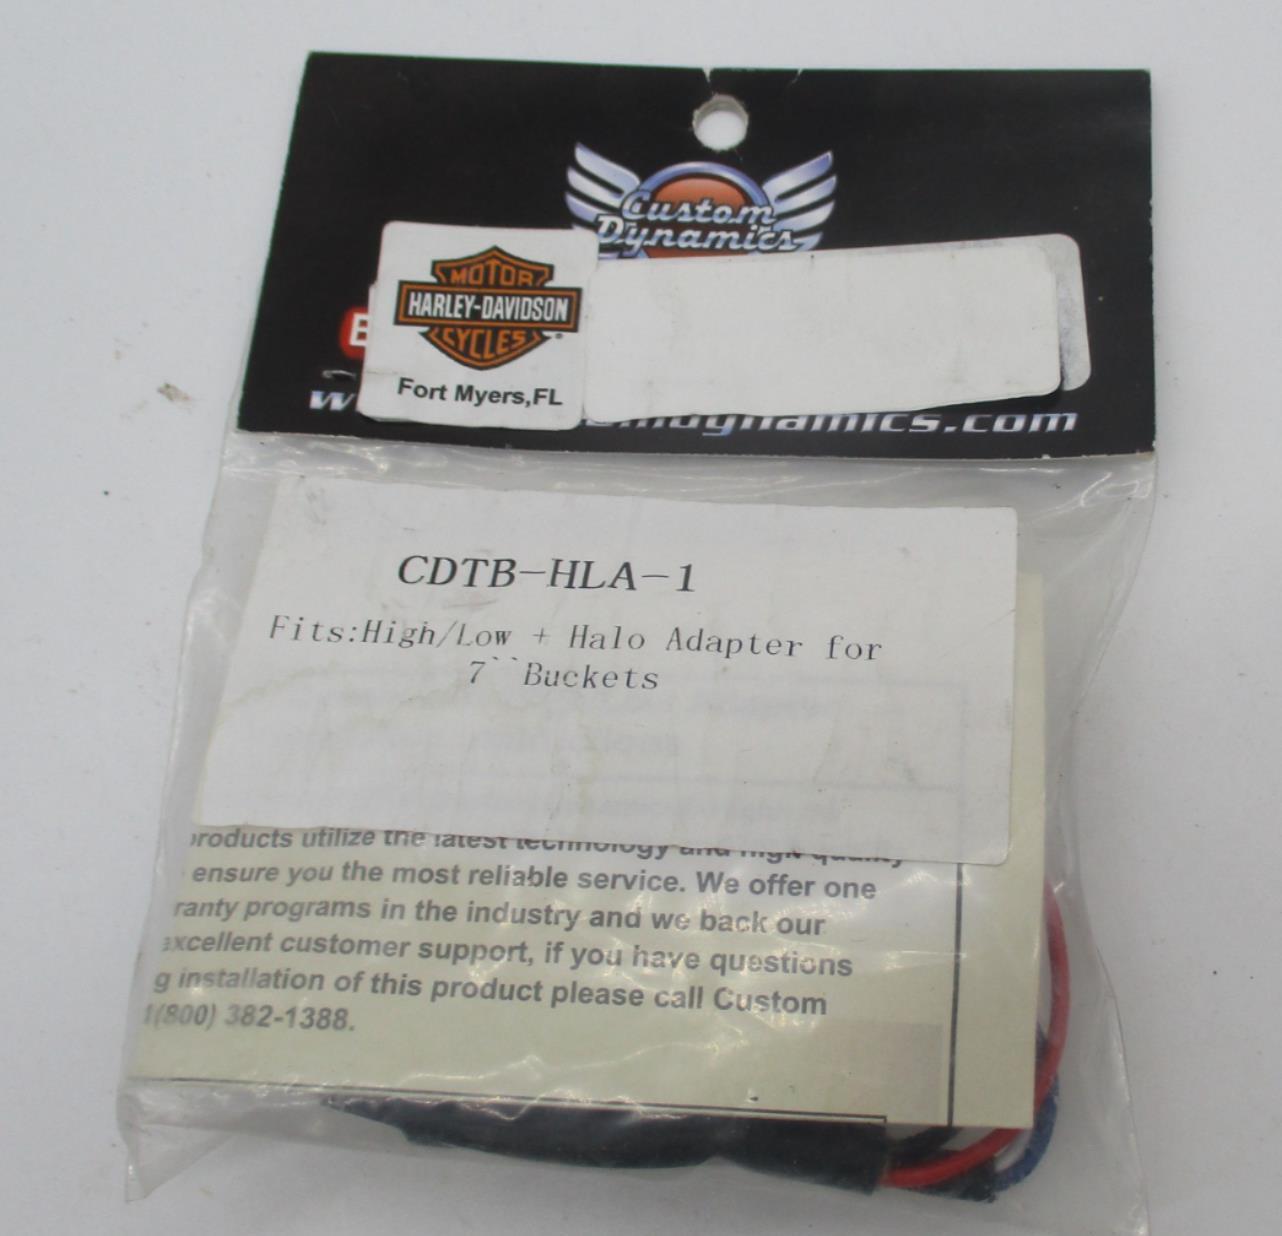 Custom
Dynamics
MOTOR
HARLEY-DAVIDSON
CYCLES
Fort Myers,FL
dynamics.com
CDTB-HLA-1
Fits:High/Low + Halo Adapter for
7``Buckets
products utilize the latest technology and high quality
ensure you the most reliable service. We offer one
ranty programs in the industry and we back our
excellent customer support, if you have questions
g installation of this product please call Custom
1(800) 382-1388.